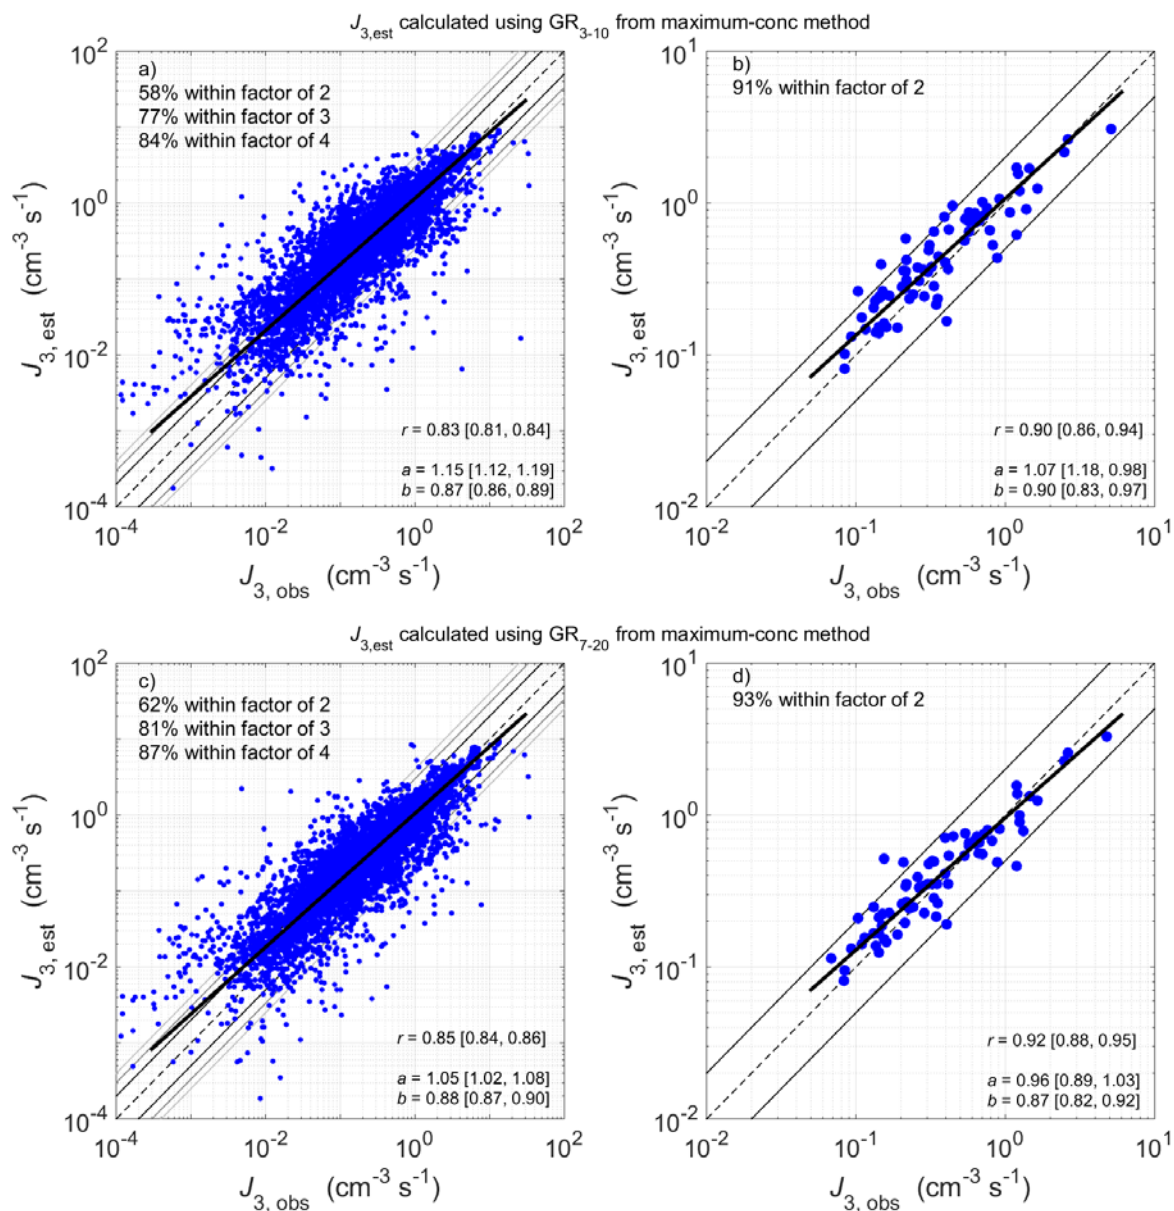 J3,est calculated using GR3-10 from maximum-conc method
a)
58% within factor of 2
77% within factor of 3
84% within factor of 4
10^2
10^0
10^-2
10^-4
J3, est (cm^-3 s^-1)
r = 0.83 [0.81, 0.84]
a = 1.15 [1.12, 1.19]
b = 0.87 [0.86, 0.89]
10^-4 10^-2 10^0 10^2
J3, obs (cm^-3 s^-1)
b)
91% within factor of 2
10^1
10^0
10^-1
10^-2
J3, est (cm^-3 s^-1)
r = 0.90 [0.86, 0.94]
a = 1.07 [1.18, 0.98]
b = 0.90 [0.83, 0.97]
10^-2 10^-1 10^0 10^1
J3, obs (cm^-3 s^-1)
J3,est calculated using GR7-20 from maximum-conc method
c)
62% within factor of 2
81% within factor of 3
87% within factor of 4
10^2
10^0
10^-2
10^-4
J3, est (cm^-3 s^-1)
r = 0.85 [0.84, 0.86]
a = 1.05 [1.02, 1.08]
b = 0.88 [0.87, 0.90]
10^-4 10^-2 10^0 10^2
J3, obs (cm^-3 s^-1)
d)
93% within factor of 2
10^1
10^0
10^-1
10^-2
J3, est (cm^-3 s^-1)
r = 0.92 [0.88, 0.95]
a = 0.96 [0.89, 1.03]
b = 0.87 [0.82, 0.92]
10^-2 10^-1 10^0 10^1
J3, obs (cm^-3 s^-1)